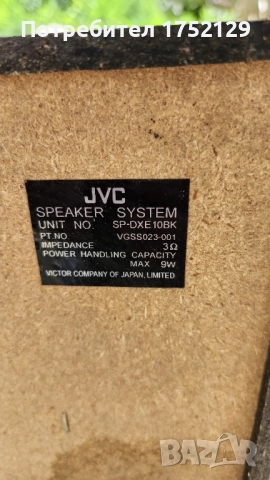 Потребител 1752129
JVC
SPEAKER SYSTEM
UNIT NO. SP-DXE10BK
PT.NO VGSS023-001
IMPEDANCE 3Ω
POWER HANDLING CAPACITY
MAX 9W
VICTOR COMPANY OF JAPAN, LIMITED
bazar